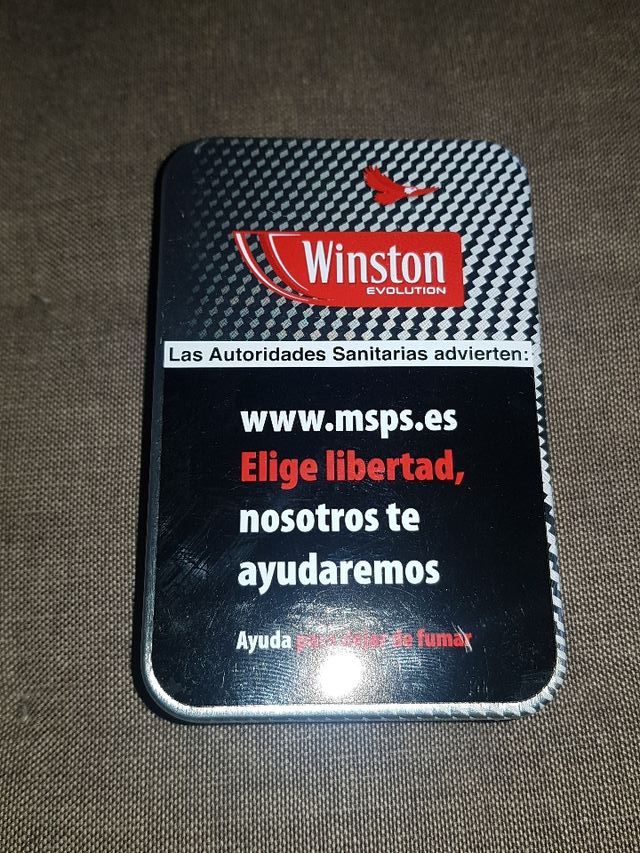 Winston
EVOLUTION
Las Autoridades Sanitarias advierten:
www.msps.es
Elige libertad,
nosotros te
ayudaremos
Ayuda para dejar de fumar